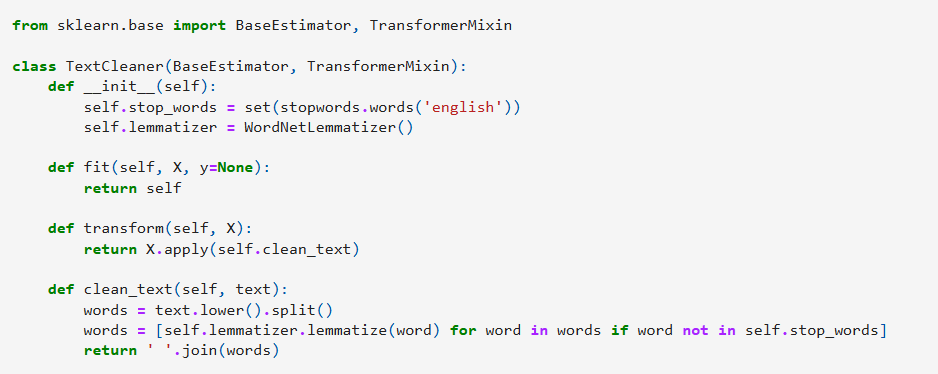 from sklearn.base import BaseEstimator, TransformerMixin
class TextCleaner(BaseEstimator, TransformerMixin):
    def __init__(self):
        self.stop_words = set(stopwords.words('english'))
        self.lemmatizer = WordNetLemmatizer()
    def fit(self, X, y=None):
        return self
    def transform(self, X):
        return X.apply(self.clean_text)
    def clean_text(self, text):
        words = text.lower().split()
        words = [self.lemmatizer.lemmatize(word) for word in words if word not in self.stop_words]
        return ' '.join(words)